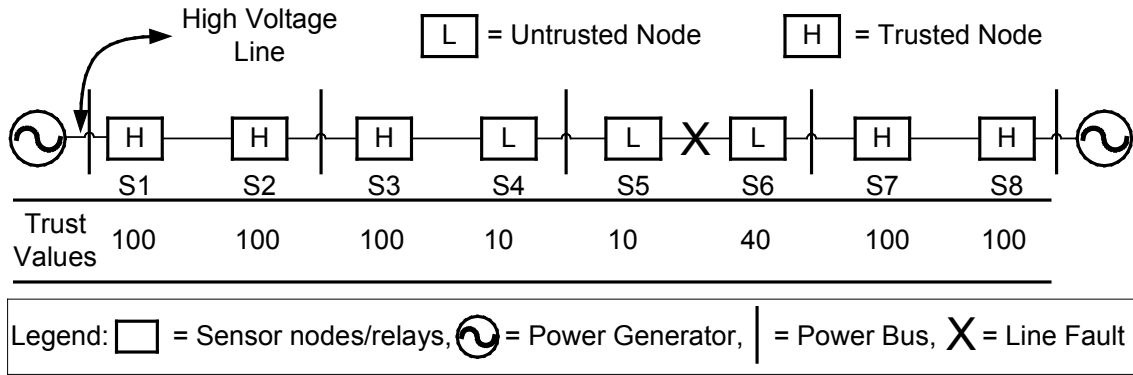 High Voltage
Line
L = Untrusted Node
H = Trusted Node
H H H L L X L H H
S1 S2 S3 S4 S5 S6 S7 S8
Trust
Values 100 100 100 10 10 40 100 100
Legend: = Sensor nodes/relays, = Power Generator, = Power Bus, X = Line Fault